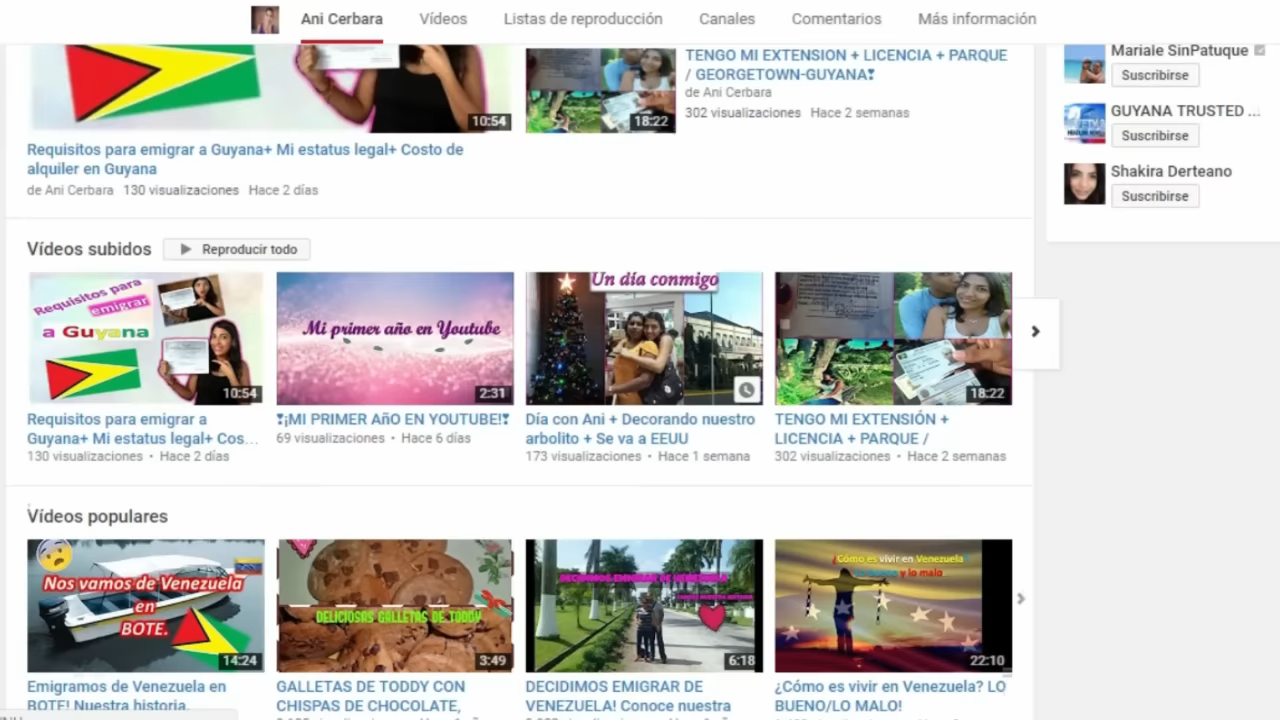 Ani Cerbara
Vídeos
Listas de reproducción
Canales
Comentarios
Más información
10:54
Requisitos para emigrar a Guyana+ Mi estatus legal+ Costo de
alquiler en Guyana
de Ani Cerbara 130 visualizaciones Hace 2 días
18:22
TENGO MI EXTENSION + LICENCIA + PARQUE
/ GEORGETOWN-GUYANA❣
de Ani Cerbara
302 visualizaciones Hace 2 semanas
Mariale SinPatuque
Suscribirse
GUYANA TRUSTED ...
Suscribirse
Shakira Derteano
Suscribirse
Vídeos subidos
Reproducir todo
Requisitos para
emigrar
a Guyana
10:54
Requisitos para emigrar a
Guyana+ Mi estatus legal+ Cos...
130 visualizaciones • Hace 2 días
Mi primer año en Youtube
2:31
❣¡MI PRIMER AñO EN YOUTUBE!❣
69 visualizaciones • Hace 6 días
Un día conmigo
Día con Ani + Decorando nuestro
arbolito + Se va a EEUU
173 visualizaciones • Hace 1 semana
18:22
TENGO MI EXTENSIÓN +
LICENCIA + PARQUE /
302 visualizaciones • Hace 2 semanas
Vídeos populares
Nos vamos de Venezuela
en
BOTE.
14:24
Emigramos de Venezuela en
BOTE! Nuestra historia.
DELICIOSAS GALLETAS DE TODDY
3:49
GALLETAS DE TODDY CON
CHISPAS DE CHOCOLATE,
DECIDIMOS EMIGRAR DE VENEZUELA
6:18
DECIDIMOS EMIGRAR DE
VENEZUELA! Conoce nuestra
¿Cómo es vivir en Venezuela?
y lo malo
22:10
¿Cómo es vivir en Venezuela? LO
BUENO/LO MALO!